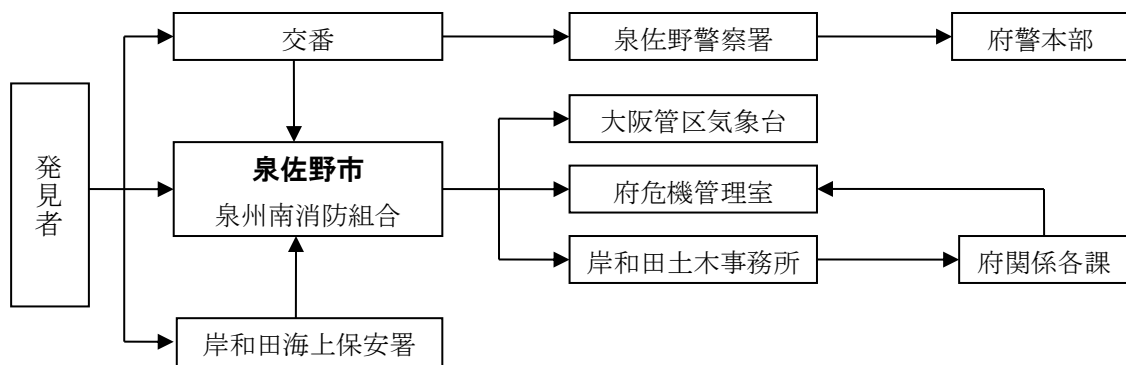 交番
泉佐野警察署
府警本部
大阪管区気象台
発見者
泉佐野市
泉州南消防組合
府危機管理室
岸和田土木事務所
府関係各課
岸和田海上保安署